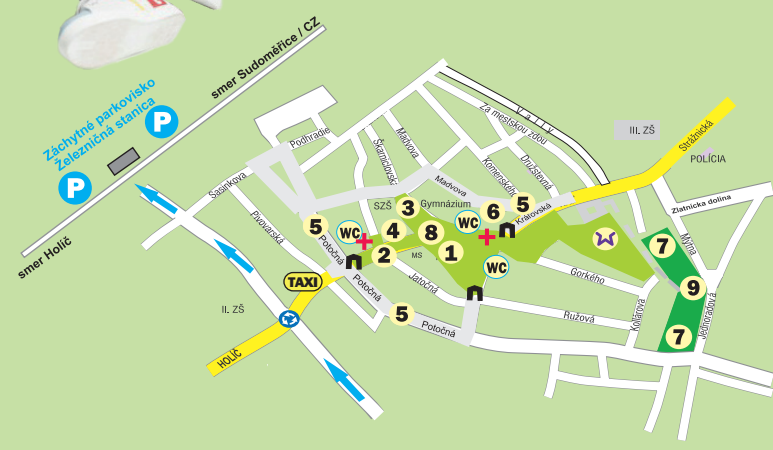 smer Sudoměřice / CZ
Záchytné parkovisko
Železničná stanica
P
P
smer Holíč
Podhradie
Škarniclovská
Madvova
Valy
Za mestskou zdou
III. ZŠ
Strážnická
POLÍCIA
Sasinkova
Komenského
Družstevná
Madvova
Zlatnícka dolina
Pivovarská
SZŠ
3
Gymnázium
6
5
Kráľovská
5
WC
4
8
WC
Mýtna
7
Potočná
2
MS
1
WC
TAXI
Potočná
Jatočná
Gorkého
9
II. ZŠ
5
Potočná
Ružová
Kollárova
Jednoradová
7
HOLÍČ